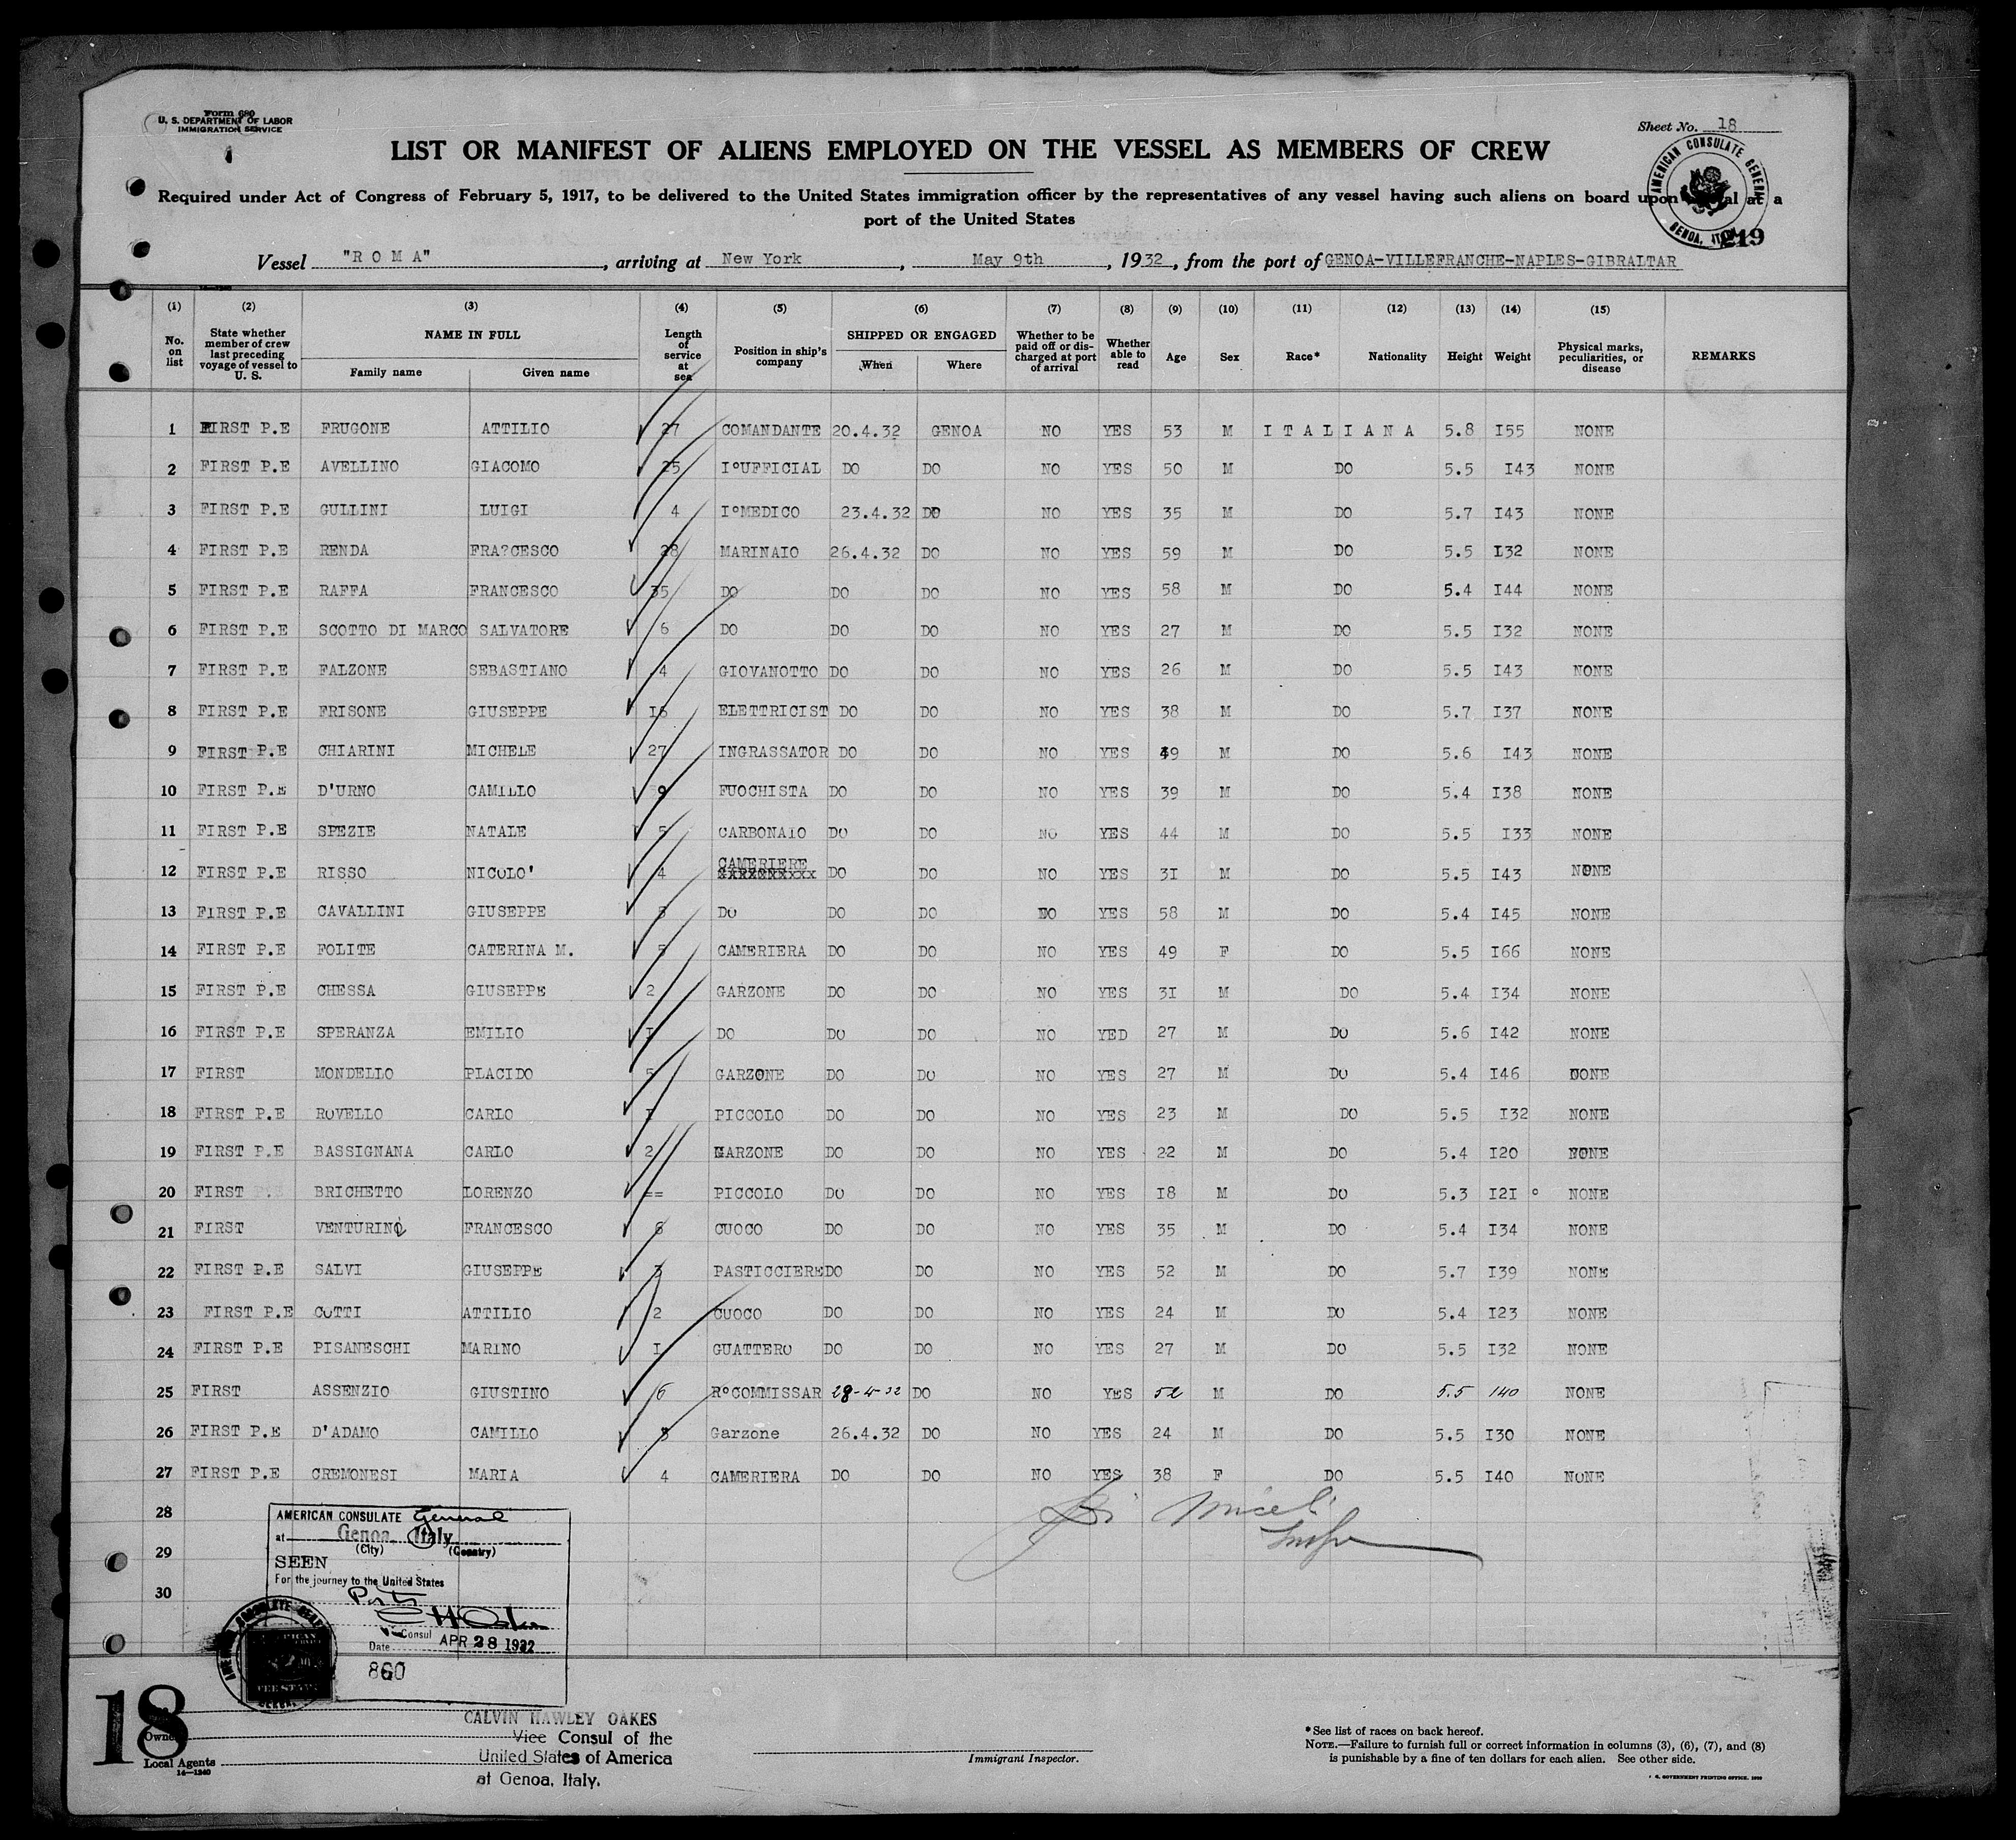 Form 680
U. S. DEPARTMENT OF LABOR
IMMIGRATION SERVICE
Sheet No. 18
LIST OR MANIFEST OF ALIENS EMPLOYED ON THE VESSEL AS MEMBERS OF CREW
AMERICAN CONSULATE GENERAL
GENOA, ITALY
Required under Act of Congress of February 5, 1917, to be delivered to the United States immigration officer by the representatives of any vessel having such aliens on board upon arrival at a
port of the United States
219
Vessel "R O M A", arriving at New York, May 9th, 1932, from the port of GENOA-VILLEFRANCHE-NAPLES-GIBRALTAR
(1) (2) (3) (4) (5) (6) (7) (8) (9) (10) (11) (12) (13) (14) (15)
No. on list
State whether member of crew last preceding voyage of vessel to U. S.
NAME IN FULL
Family name Given name
Length of service at sea
Position in ship's company
SHIPPED OR ENGAGED
When Where
Whether to be paid off or discharged at port of arrival
Whether able to read
Age Sex Race* Nationality Height Weight
Physical marks, peculiarities, or disease
REMARKS
1 FIRST P.E FRUGONE ATTILIO 27 COMANDANTE 20.4.32 GENOA NO YES 53 M I T A L I A N A 5.8 I55 NONE
2 FIRST P.E AVELLINO GIACOMO 25 I°UFFICIAL DO DO NO YES 50 M DO 5.5 I43 NONE
3 FIRST P.E GULLINI LUIGI 4 I°MEDICO 23.4.32 DO NO YES 35 M DO 5.7 I43 NONE
4 FIRST P.E RENDA FRA?CESCO 28 MARINAIO 26.4.32 DO NO YES 59 M DO 5.5 I32 NONE
5 FIRST P.E RAFFA FRANCESCO 35 DO DO DO NO YES 58 M DO 5.4 I44 NONE
6 FIRST P.E SCOTTO DI MARCO SALVATORE 6 DO DO DO NO YES 27 M DO 5.5 I32 NONE
7 FIRST P.E FALZONE SEBASTIANO 4 GIOVANOTTO DO DO NO YES 26 M DO 5.5 I43 NONE
8 FIRST P.E FRISONE GIUSEPPE I6 ELETTRICIST DO DO NO YES 38 M DO 5.7 I37 NONE
9 FIRST P.E CHIARINI MICHELE 27 INGRASSATOR DO DO NO YES 49 M DO 5.6 I43 NONE
10 FIRST P.E D'URNO CAMILLO 9 FUOCHISTA DO DO NO YES 39 M DO 5.4 I38 NONE
11 FIRST P.E SPEZIE NATALE 5 CARBONAIO DO DO NO YES 44 M DO 5.5 I33 NONE
12 FIRST P.E RISSO NICOLO' 4 CAMERIERE DO DO NO YES 3I M DO 5.5 I43 NONE
13 FIRST P.E CAVALLINI GIUSEPPE 3 DO DO DO DO YES 58 M DO 5.4 I45 NONE
14 FIRST P.E FOLITE CATERINA M. 5 CAMERIERA DO DO NO YES 49 F DO 5.5 I66 NONE
15 FIRST P.E CHESSA GIUSEPPE 2 GARZONE DO DO NO YES 3I M DO 5.4 I34 NONE
16 FIRST P.E SPERANZA EMILIO I DO DO DO NO YED 27 M DO 5.6 I42 NONE
17 FIRST MONDELLO PLACIDO 5 GARZONE DO DO NO YES 27 M DO 5.4 I46 NONE
18 FIRST P.E ROVELLO CARLO I PICCOLO DO DO NO YES 23 M DO 5.5 I32 NONE
19 FIRST P.E BASSIGNANA CARLO 2 GARZONE DO DO NO YES 22 M DO 5.4 I20 NONE
20 FIRST BRICHETTO LORENZO == PICCOLO DO DO NO YES I8 M DO 5.3 I2I NONE
21 FIRST VENTURINI FRANCESCO 6 CUOCO DO DO NO YES 35 M DO 5.4 I34 NONE
22 FIRST P.E SALVI GIUSEPPE 3 PASTICCIERE DO DO NO YES 52 M DO 5.7 I39 NONE
23 FIRST P.E COTTI ATTILIO 2 CUOCO DO DO NO YES 24 M DO 5.4 I23 NONE
24 FIRST P.E PISANESCHI MARINO I GUATTERO DO DO NO YES 27 M DO 5.5 I32 NONE
25 FIRST ASSENZIO GIUSTINO 6 R°COMMISSAR 28-4-32 DO NO YES 52 M DO 5.5 140 NONE
26 FIRST P.E D'ADAMO CAMILLO 3 Garzone 26.4.32 DO NO YES 24 M DO 5.5 I30 NONE
27 FIRST P.E CREMONESI MARIA 4 CAMERIERA DO DO NO YES 38 F DO 5.5 I40 NONE
28
29
30
AMERICAN CONSULATE General
at Genoa, Italy
(City) (Country)
SEEN
For the journey to the United States
Consul
Date APR 28 1932
860
18
Owner
Local Agents
14—1240
CALVIN HAWLEY OAKES
Vice Consul of the
United States of America
at Genoa, Italy.
Immigrant Inspector.
*See list of races on back hereof.
NOTE.—Failure to furnish full or correct information in columns (3), (6), (7), and (8)
is punishable by a fine of ten dollars for each alien. See other side.
U. S. GOVERNMENT PRINTING OFFICE